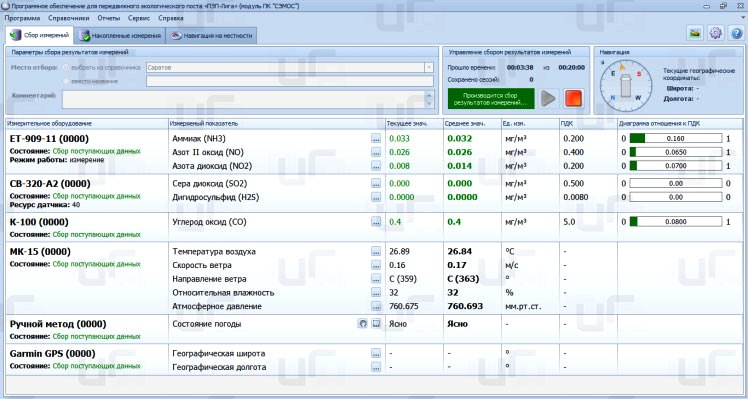 Программное обеспечение для передвижного экологического поста «ПЭП-Лига» (модуль ПК "СЭМОС")
Программа Справочники Отчеты Сервис Справка
Сбор измерений Накопленные измерения Навигация на местности
Параметры сбора результатов измерений
Место отбора: выбрать из справочника Саратов
ввести название
Комментарий:
Управление сбором результатов измерений
Прошло времени: 00:03:38 из 00:20:00
Сохранено сессий: 0
Производится сбор
результатов измерений...
Навигация
E S N W
Текущие географические
координаты:
Широта: -
Долгота: -
Измерительное оборудование Измеряемый показатель Текущее знач. Среднее знач. Ед. изм. ПДК Диаграмма отношения к ПДК
ET-909-11 (0000) Аммиак (NH3) ... 0.033 0.032 мг/м³ 0.200 0 0.160 1
Состояние: Сбор поступающих данных Азот II оксид (NO) ... 0.026 0.026 мг/м³ 0.400 0 0.0650 1
Режим работы: измерение Азота диоксид (NO2) ... 0.008 0.014 мг/м³ 0.200 0 0.0700 1
СВ-320-А2 (0000) Сера диоксид (SO2) ... 0.000 0.000 мг/м³ 0.500 0 0.00 0
Состояние: Сбор поступающих данных Дигидросульфид (H2S) ... 0.0000 0.0000 мг/м³ 0.0080 0 0.00 0
Ресурс датчика: 40
К-100 (0000) Углерод оксид (CO) ... 0.4 0.4 мг/м³ 5.0 0 0.0800 1
Состояние: Сбор поступающих данных
МК-15 (0000) Температура воздуха ... 26.89 26.84 °C -
Состояние: Сбор поступающих данных Скорость ветра ... 0.16 0.17 м/с -
Направление ветра ... С (359) С (363) ° -
Относительная влажность ... 32 32 % -
Атмосферное давление ... 760.675 760.693 мм.рт.ст. -
Ручной метод (0000) Состояние погоды ... Ясно Ясно -
Состояние: Сбор поступающих данных
Garmin GPS (0000) Географическая широта ... - - ° -
Состояние: Сбор поступающих данных Географическая долгота ... - - ° -